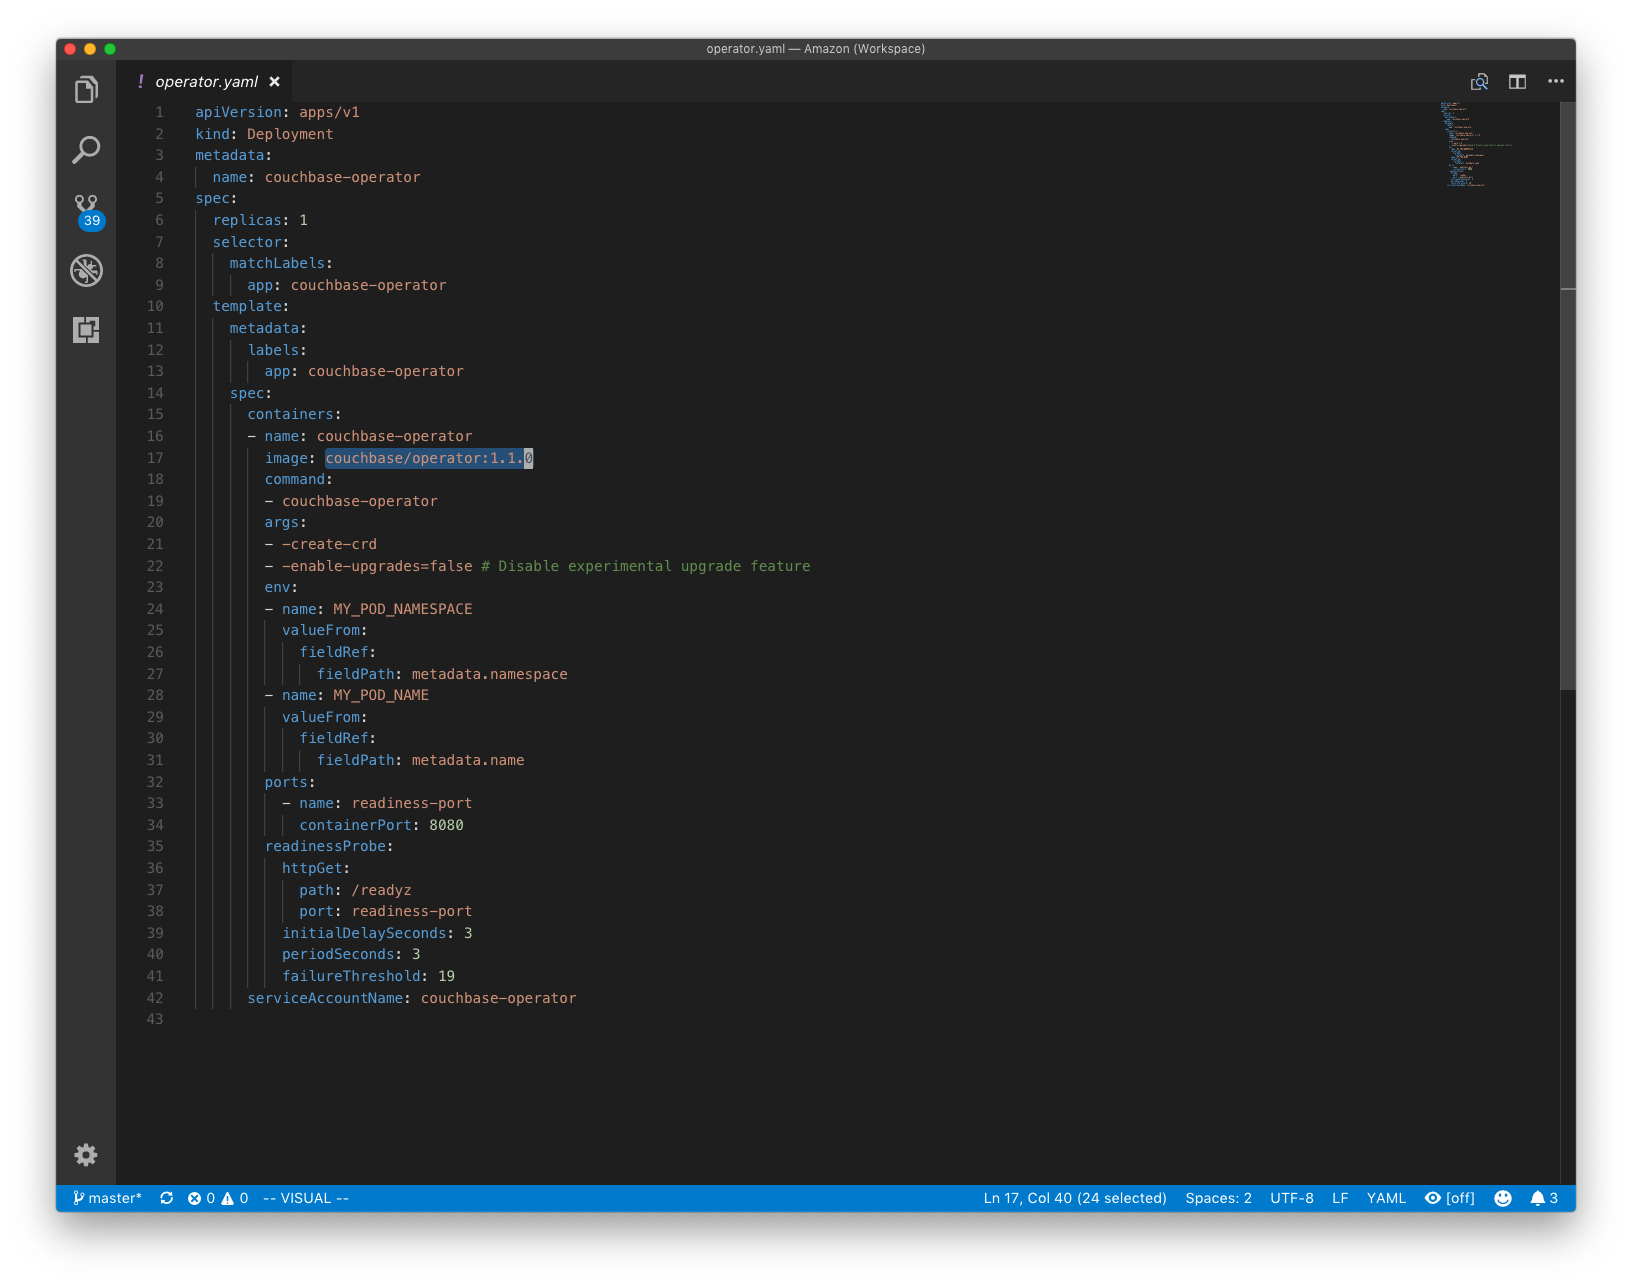 operator.yaml — Amazon (Workspace)
! operator.yaml ×
39
1 apiVersion: apps/v1
2 kind: Deployment
3 metadata:
4   name: couchbase-operator
5 spec:
6   replicas: 1
7   selector:
8     matchLabels:
9       app: couchbase-operator
10   template:
11     metadata:
12       labels:
13         app: couchbase-operator
14     spec:
15       containers:
16       - name: couchbase-operator
17         image: couchbase/operator:1.1.0
18         command:
19         - couchbase-operator
20         args:
21         - -create-crd
22         - -enable-upgrades=false # Disable experimental upgrade feature
23         env:
24         - name: MY_POD_NAMESPACE
25           valueFrom:
26             fieldRef:
27               fieldPath: metadata.namespace
28         - name: MY_POD_NAME
29           valueFrom:
30             fieldRef:
31               fieldPath: metadata.name
32         ports:
33           - name: readiness-port
34             containerPort: 8080
35         readinessProbe:
36           httpGet:
37             path: /readyz
38             port: readiness-port
39           initialDelaySeconds: 3
40           periodSeconds: 3
41           failureThreshold: 19
42       serviceAccountName: couchbase-operator
43
master* 0 0 -- VISUAL -- Ln 17, Col 40 (24 selected) Spaces: 2 UTF-8 LF YAML [off] 3